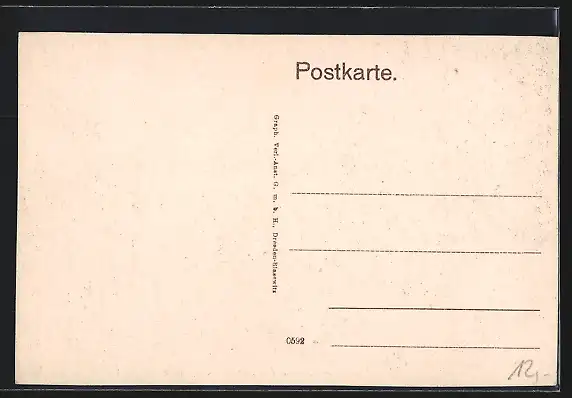 Postkarte.
Graph. Verl.-Anst. G. m. b. H., Dresden-Blasewitz
0592
12,-